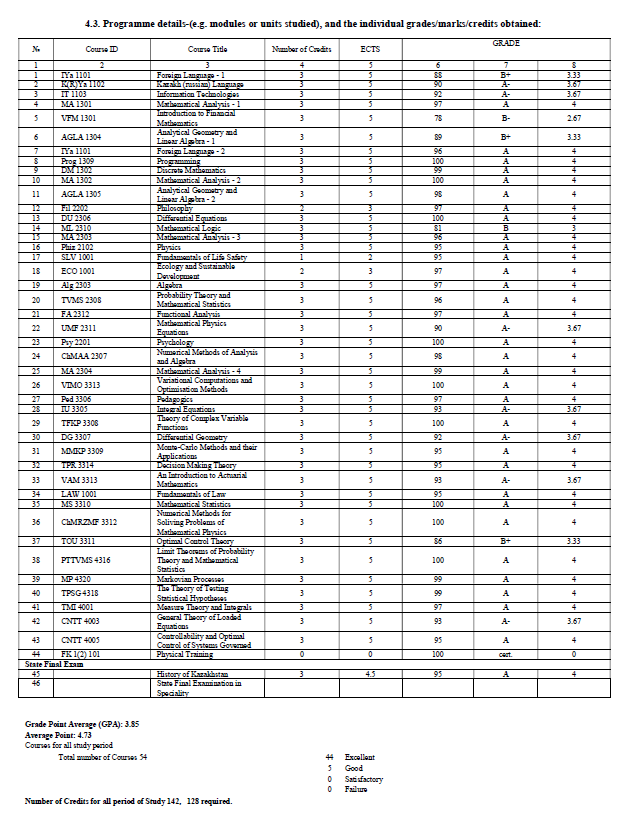 4.3. Programme details-(e.g. modules or units studied), and the individual grades/marks/credits obtained:
№ Course ID Course Title Number of Credits ECTS GRADE
1 2 3 4 5 6 7 8
1 IYa 1101 Foreign Language - 1 3 5 88 B+ 3.33
2 K(R)Ya 1102 Kazakh (russian) Language 3 5 90 A- 3.67
3 IT 1103 Information Technologies 3 5 92 A- 3.67
4 MA 1301 Mathematical Analysis - 1 3 5 97 A 4
5 VFM 1301 Introduction to Financial
Mathematics 3 5 78 B- 2.67
6 AGLA 1304 Analytical Geometry and
Linear Algebra - 1 3 5 89 B+ 3.33
7 IYa 1101 Foreign Language - 2 3 5 96 A 4
8 Prog 1309 Programming 3 5 100 A 4
9 DM 1302 Discrete Mathematics 3 5 99 A 4
10 MA 1302 Mathematical Analysis - 2 3 5 100 A 4
11 AGLA 1305 Analytical Geometry and
Linear Algebra - 2 3 5 98 A 4
12 Fil 2202 Philosophy 2 3 97 A 4
13 DU 2306 Differential Equations 3 5 100 A 4
14 ML 2310 Mathematical Logic 3 5 81 B 3
15 MA 2303 Mathematical Analysis - 3 3 5 96 A 4
16 Phiz 2102 Physics 3 5 95 A 4
17 SLV 1001 Fundamentals of Life Safety 1 2 95 A 4
18 ECO 1001 Ecology and Sustainable
Development 2 3 97 A 4
19 Alg 2303 Algebra 3 5 97 A 4
20 TVMS 2308 Probability Theory and
Mathematical Statistics 3 5 96 A 4
21 FA 2312 Functional Analysis 3 5 97 A 4
22 UMF 2311 Mathematical Physics
Equations 3 5 90 A- 3.67
23 Psy 2201 Psychology 3 5 100 A 4
24 ChMAA 2307 Numerical Methods of Analysis
and Algebra 3 5 98 A 4
25 MA 2304 Mathematical Analysis - 4 3 5 99 A 4
26 VIMO 3313 Variational Computations and
Optimisation Methods 3 5 100 A 4
27 Ped 3306 Pedagogics 3 5 97 A 4
28 IU 3305 Integral Equations 3 5 93 A- 3.67
29 TFKP 3308 Theory of Complex Variable
Functions 3 5 100 A 4
30 DG 3307 Differential Geometry 3 5 92 A- 3.67
31 MMKP 3309 Monte-Carlo Methods and their
Applications 3 5 95 A 4
32 TPR 3314 Decision Making Theory 3 5 95 A 4
33 VAM 3313 An Introduction to Actuarial
Mathematics 3 5 93 A- 3.67
34 LAW 1001 Fundamentals of Law 3 5 95 A 4
35 MS 3310 Mathematical Statistics 3 5 100 A 4
36 ChMRZMF 3312 Numerical Methods for
Soliving Problems of
Mathematical Physics 3 5 100 A 4
37 TOU 3311 Optimal Control Theory 3 5 86 B+ 3.33
38 PTTVMS 4316 Limit Theorems of Probability
Theory and Mathematical
Statistics 3 5 100 A 4
39 MP 4320 Markovian Processes 3 5 99 A 4
40 TPSG 4318 The Theory of Testing
Statistical Hypotheses 3 5 99 A 4
41 TMI 4001 Measure Theory and Integrals 3 5 97 A 4
42 CNTT 4003 General Theory of Loaded
Equations 3 5 93 A- 3.67
43 CNTT 4005 Controllability and Optimal
Control of Systems Governed 3 5 95 A 4
44 FK 1(2) 101 Physical Training 0 0 100 cert. 0
State Final Exam
45 History of Kazakhstan 3 4.5 95 A 4
46 State Final Examination in
Speciality
Grade Point Average (GPA): 3.85
Average Point: 4.73
Courses for all study period
Total number of Courses 54 44 Excellent
5 Good
0 Satisfactory
0 Failure
Number of Credits for all period of Study 142, 128 required.